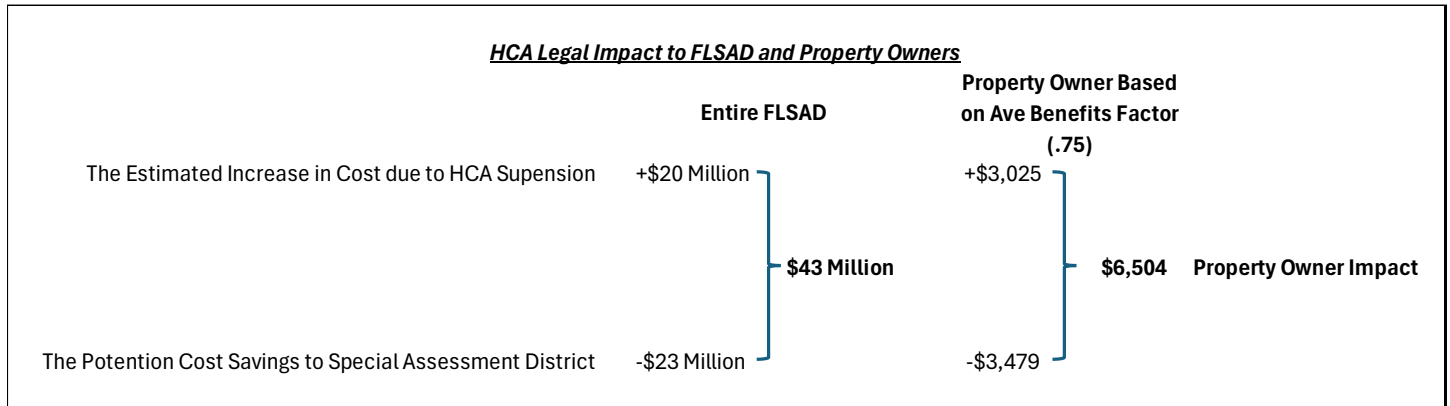 HCA Legal Impact to FLSAD and Property Owners
Entire FLSAD
Property Owner Based
on Ave Benefits Factor
(.75)
The Estimated Increase in Cost due to HCA Supension +$20 Million +$3,025
$43 Million $6,504 Property Owner Impact
The Potention Cost Savings to Special Assessment District -$23 Million -$3,479